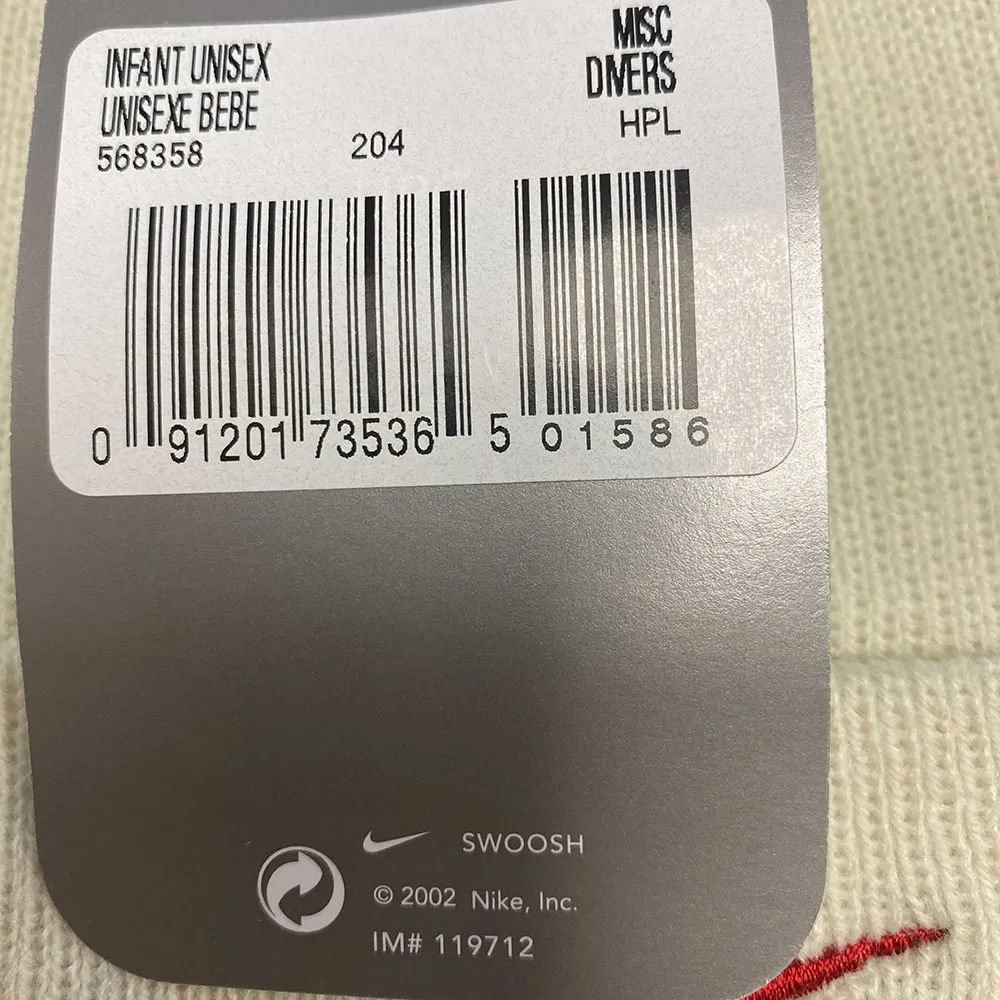 INFANT UNISEX
MISC
UNISEXE BEBE
DIVERS
568358
204
HPL
0 91201 73536 5 01586
SWOOSH
© 2002 Nike, Inc.
IM# 119712